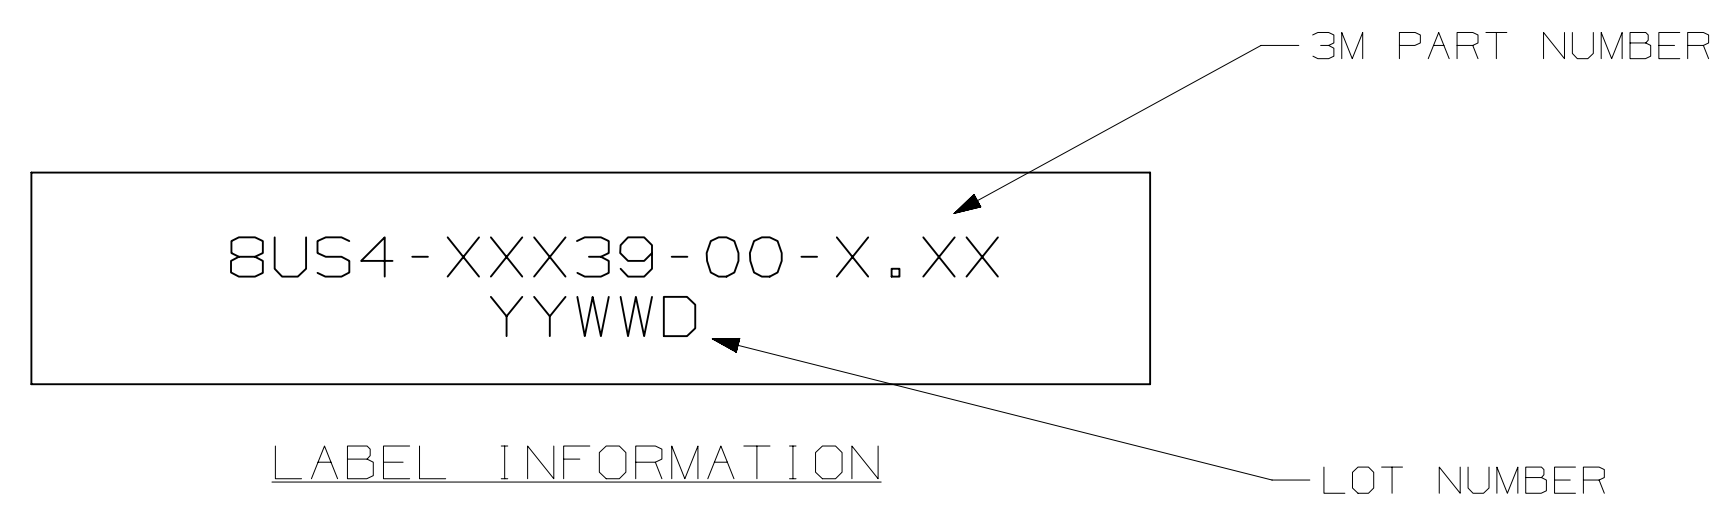 3M PART NUMBER
8US4-XXX39-00-X.XX
YYWWD
LABEL INFORMATION
LOT NUMBER